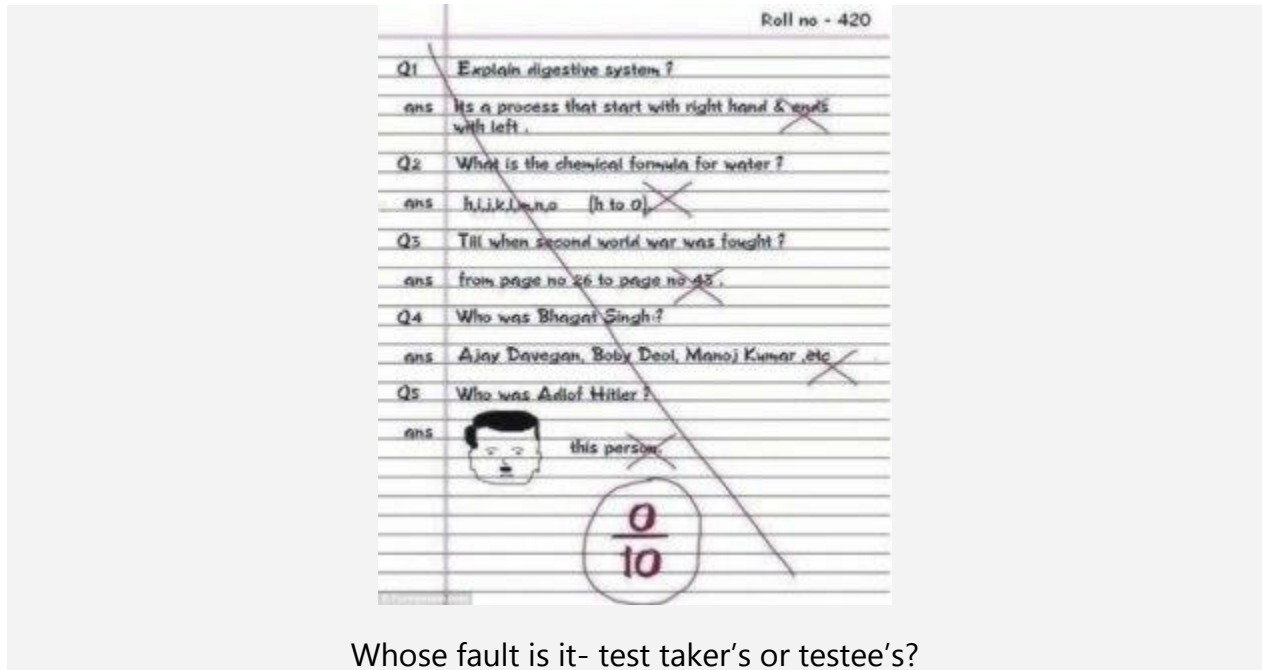 Roll no - 420
Q1 Explain digestive system ?
ans Its a process that start with right hand & ends
with left .
Q2 What is the chemical formula for water ?
ans h,i,j,k,l,m,n,o (h to O).
Q3 Till when second world war was fought ?
ans from page no 26 to page no 43 .
Q4 Who was Bhagat Singh ?
ans Ajay Davegan, Boby Deol, Manoj Kumar ,etc
Q5 Who was Adlof Hitler ?
ans this person.
0
10
Whose fault is it- test taker's or testee's?